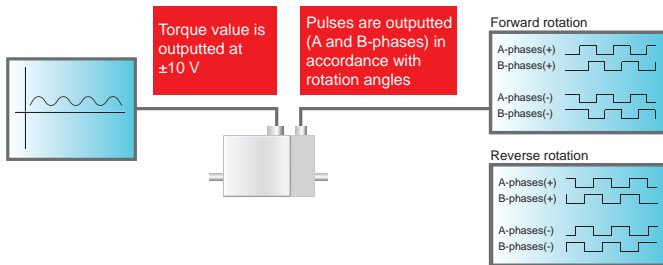 Torque value is
outputted at
±10 V
Pulses are outputted
(A and B-phases) in
accordance with
rotation angles
Forward rotation
A-phases(+)
B-phases(+)
A-phases(-)
B-phases(-)
Reverse rotation
A-phases(+)
B-phases(+)
A-phases(-)
B-phases(-)